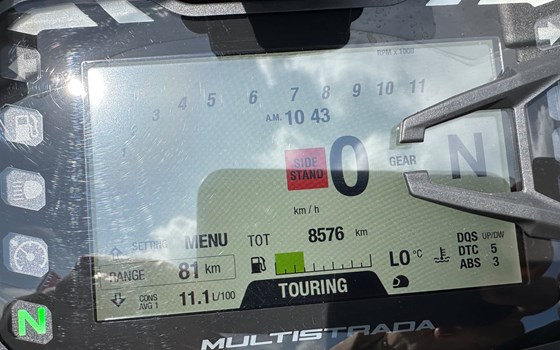 RPM x 1000
1 3 4 5 6 7 8 9 10 11
A.M. 10 43
SIDE STAND 0 GEAR N
km / h
SETTING MENU TOT 8576 km
RANGE 81 km
LO °C
DQS UP/DW
DTC 5
ABS 3
CONS AVG 1 11.1 L/100
TOURING
N
MULTISTRADA